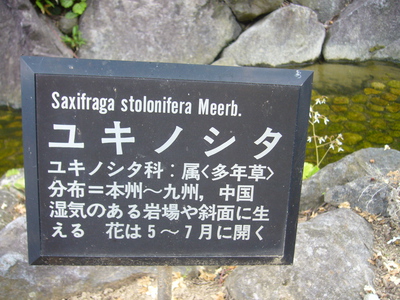 Saxifraga stolonifera Meerb.
ユキノシタ
ユキノシタ科：属〈多年草〉
分布＝本州～九州，中国
湿気のある岩場や斜面に生
える　花は５～７月に開く